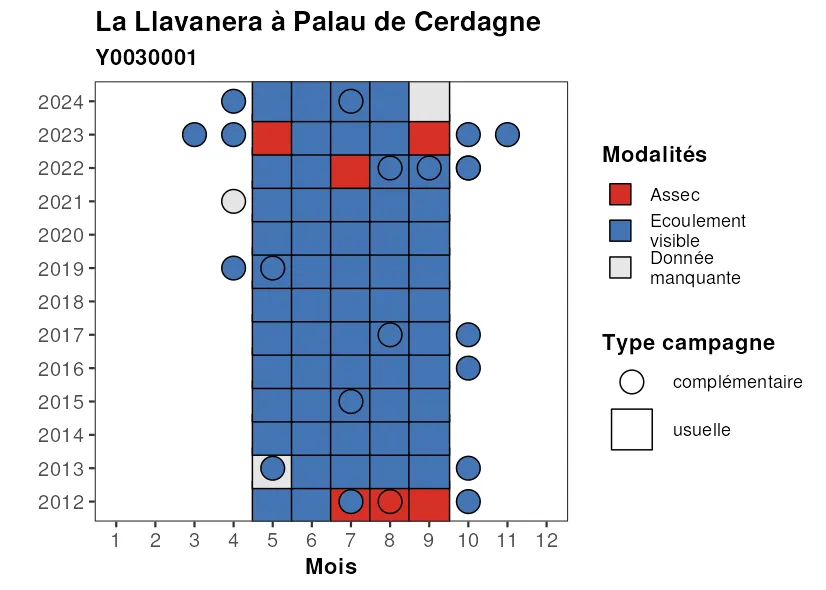 La Llavanera à Palau de Cerdagne
Y0030001
2024
2023
2022
2021
2020
2019
2018
2017
2016
2015
2014
2013
2012
1 2 3 4 5 6 7 8 9 10 11 12
Mois
Modalités
Assec
Ecoulement
visible
Donnée
manquante
Type campagne
complémentaire
usuelle